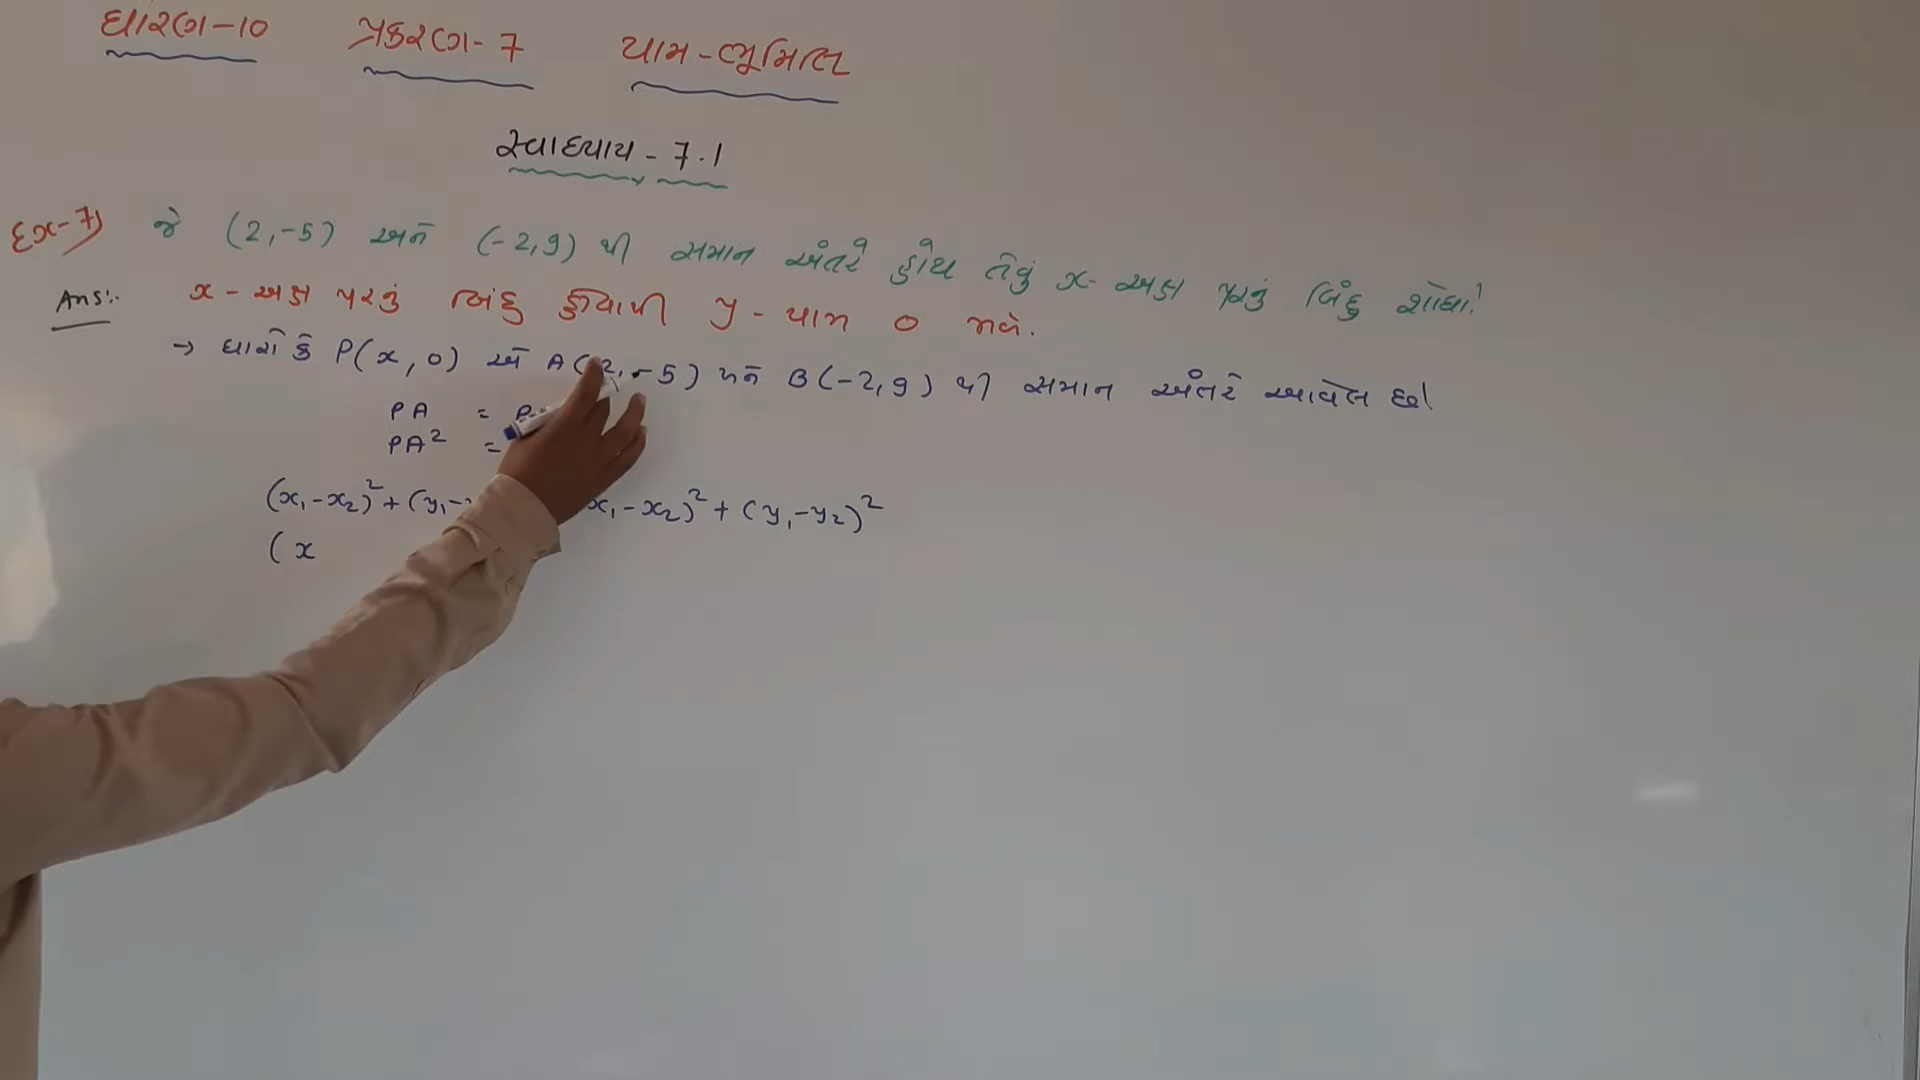 ધોરણ-10 પ્રકરણ-7 યામ-ભૂમિતિ
સ્વાધ્યાય-7.1
Ex-7) જે (2,-5) અને (-2,9) થી સમાન અંતરે હોય તેવું x-અક્ષ પરનું બિંદુ શોધો?
Ans:- x-અક્ષ પરનું બિંદુ હોવાથી y-યામ 0 મળે.
→ ધારો કે P(x,0) એ A(2,-5) અને B(-2,9) થી સમાન અંતરે આવેલ છે.
PA = P
PA² =
(x₁-x₂)²+(y₁- x₁-x₂)²+(y₁-y₂)²
(x